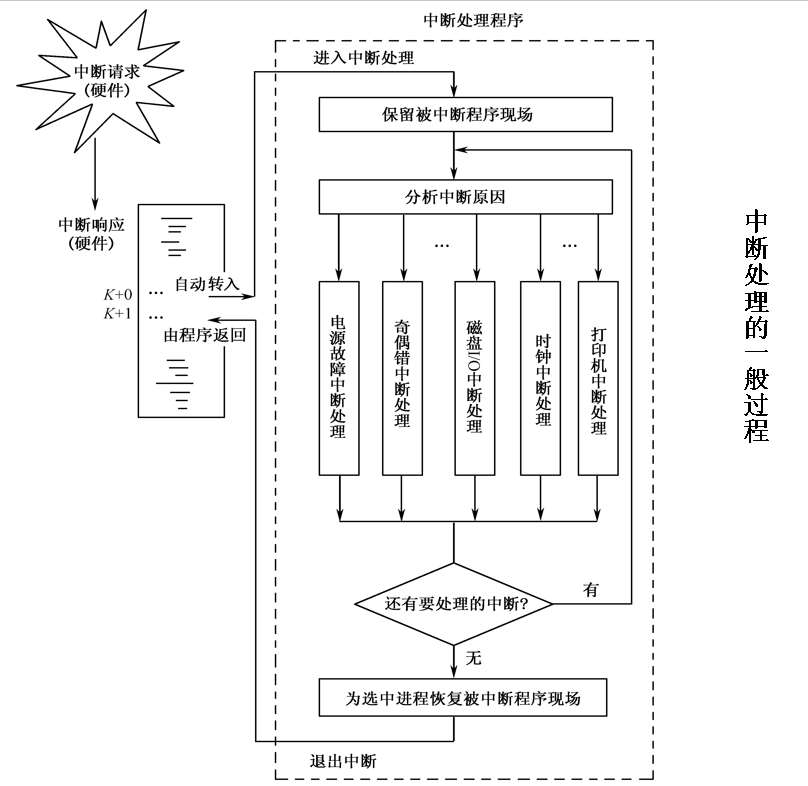 中断处理程序
中断请求
(硬件)
进入中断处理
保留被中断程序现场
分析中断原因
中断响应
(硬件)
自动转入
K+0
...
K+1
...
由程序返回
...
...
电源故障中断处理
奇偶错中断处理
磁盘I/O中断处理
时钟中断处理
打印机中断处理
还有要处理的中断?
有
无
为选中进程恢复被中断程序现场
退出中断
中断处理的一般过程